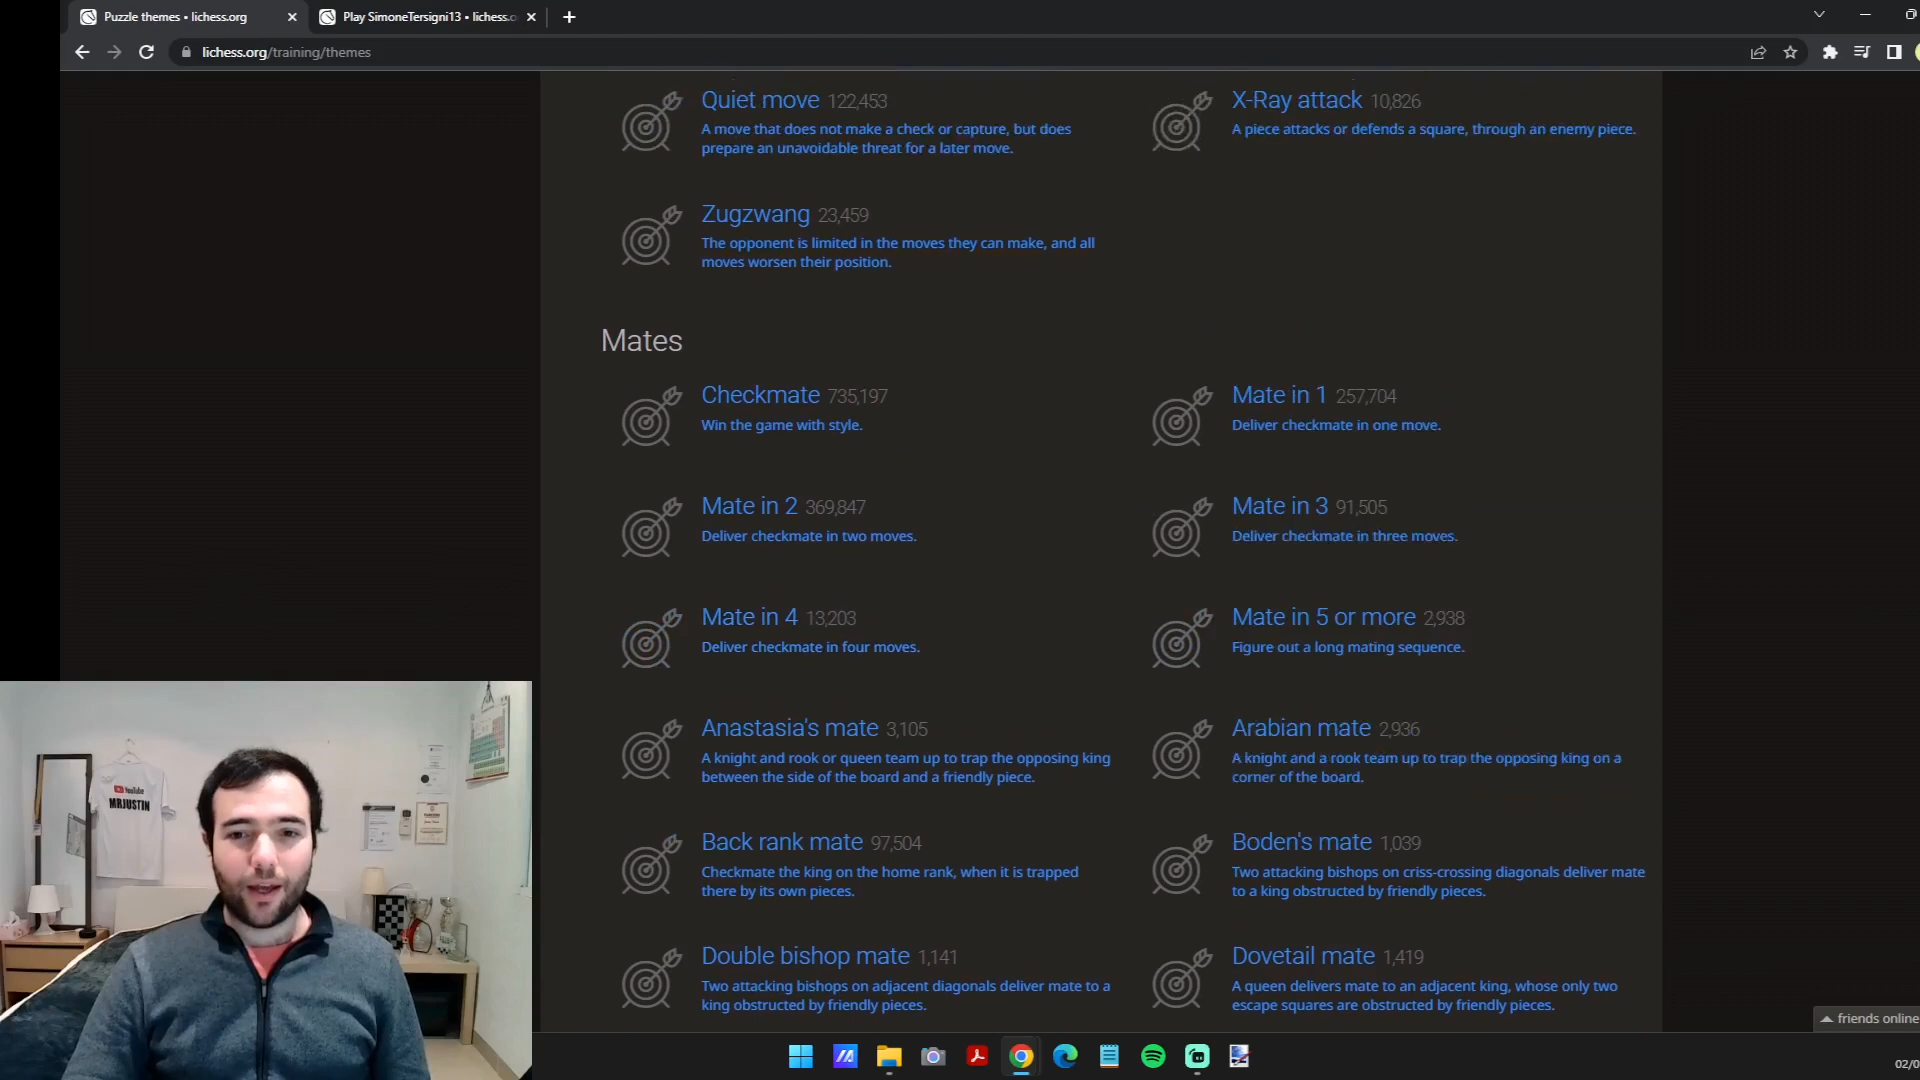 Puzzle themes • lichess.org
Play SimoneTersigni13 • lichess.o
lichess.org/training/themes
Quiet move 122,453
A move that does not make a check or capture, but does
prepare an unavoidable threat for a later move.
X-Ray attack 10,826
A piece attacks or defends a square, through an enemy piece.
Zugzwang 23,459
The opponent is limited in the moves they can make, and all
moves worsen their position.
Mates
Checkmate 735,197
Win the game with style.
Mate in 1 257,704
Deliver checkmate in one move.
Mate in 2 369,847
Deliver checkmate in two moves.
Mate in 3 91,505
Deliver checkmate in three moves.
Mate in 4 13,203
Deliver checkmate in four moves.
Mate in 5 or more 2,938
Figure out a long mating sequence.
Anastasia's mate 3,105
A knight and rook or queen team up to trap the opposing king
between the side of the board and a friendly piece.
Arabian mate 2,936
A knight and a rook team up to trap the opposing king on a
corner of the board.
Back rank mate 97,504
Checkmate the king on the home rank, when it is trapped
there by its own pieces.
Boden's mate 1,039
Two attacking bishops on criss-crossing diagonals deliver mate
to a king obstructed by friendly pieces.
Double bishop mate 1,141
Two attacking bishops on adjacent diagonals deliver mate to a
king obstructed by friendly pieces.
Dovetail mate 1,419
A queen delivers mate to an adjacent king, whose only two
escape squares are obstructed by friendly pieces.
friends online
02/0
YouTube
MRJUSTIN